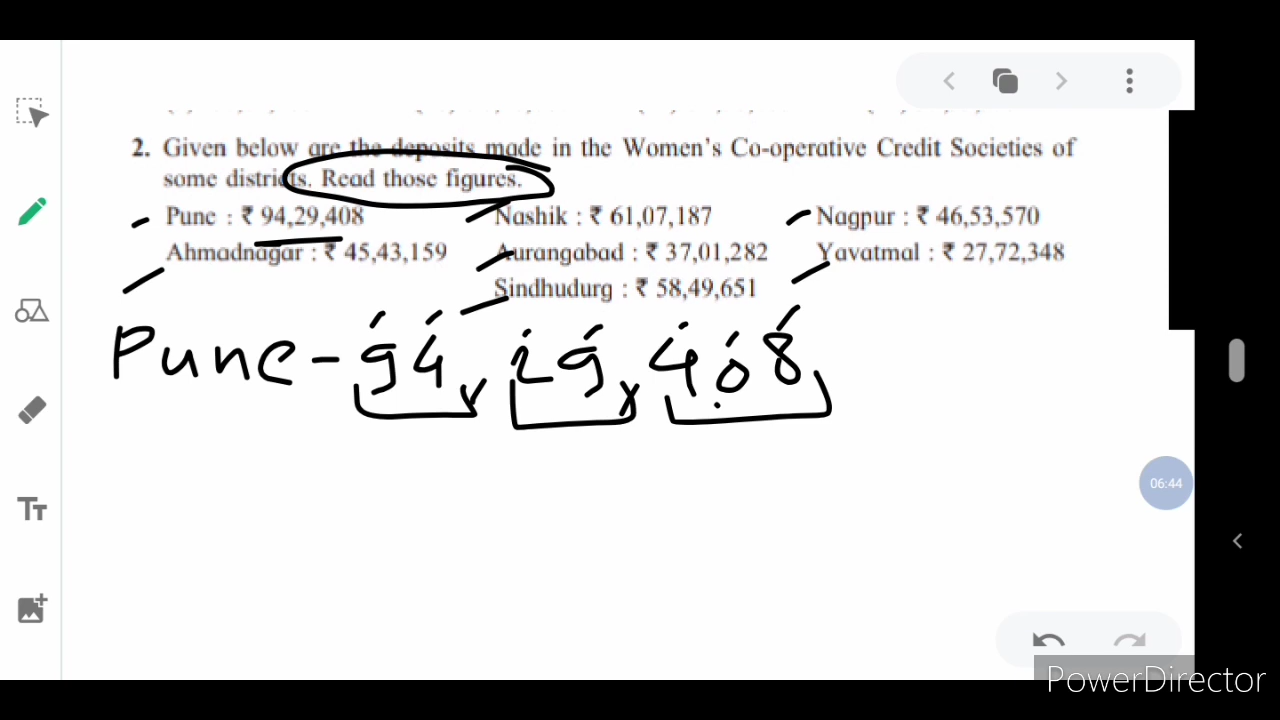 2. Given below are the deposits made in the Women's Co-operative Credit Societies of
some districts. Read those figures.
Pune : ₹ 94,29,408 Nashik : ₹ 61,07,187 Nagpur : ₹ 46,53,570
Ahmadnagar : ₹ 45,43,159 Aurangabad : ₹ 37,01,282 Yavatmal : ₹ 27,72,348
Sindhudurg : ₹ 58,49,651
Pune - 94, 29, 408
06:44
TT
PowerDirector